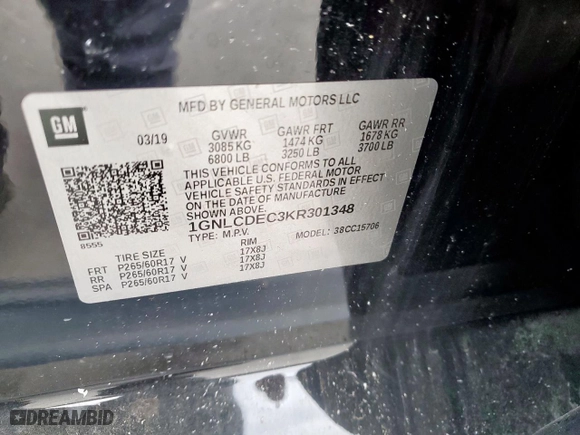 GM
MFD BY GENERAL MOTORS LLC
03/19 GVWR GAWR FRT GAWR RR
3085 KG 1474 KG 1678 KG
6800 LB 3250 LB 3700 LB
THIS VEHICLE CONFORMS TO ALL
APPLICABLE U.S. FEDERAL MOTOR
VEHICLE SAFETY STANDARDS IN EFFECT
ON THE DATE OF MANUFACTURE SHOWN ABOVE.
1GNLCDEC3KR301348
TYPE: M.P.V. MODEL: 38CC15706
8555
TIRE SIZE RIM
FRT P265/60R17 V 17X8J
RR P265/60R17 V 17X8J
SPA P265/60R17 V 17X8J
DREAMBID